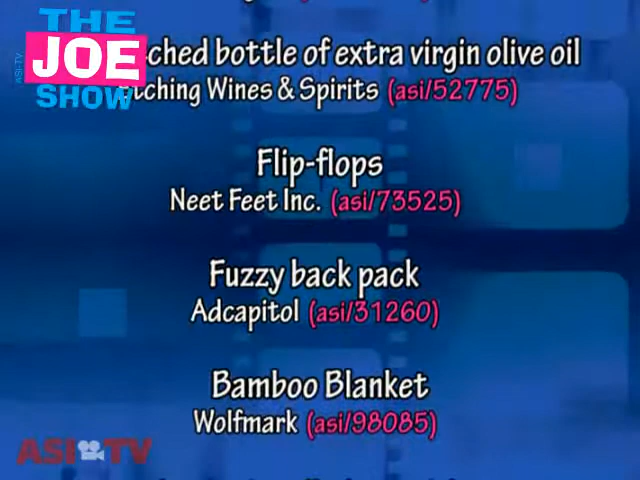 THE
JOE
SHOW
ASI-TV
ched bottle of extra virgin olive oil
Etching Wines & Spirits (asi/52775)
Flip-flops
Neet Feet Inc. (asi/73525)
Fuzzy back pack
Adcapitol (asi/31260)
Bamboo Blanket
Wolfmark (asi/98085)
ASI TV